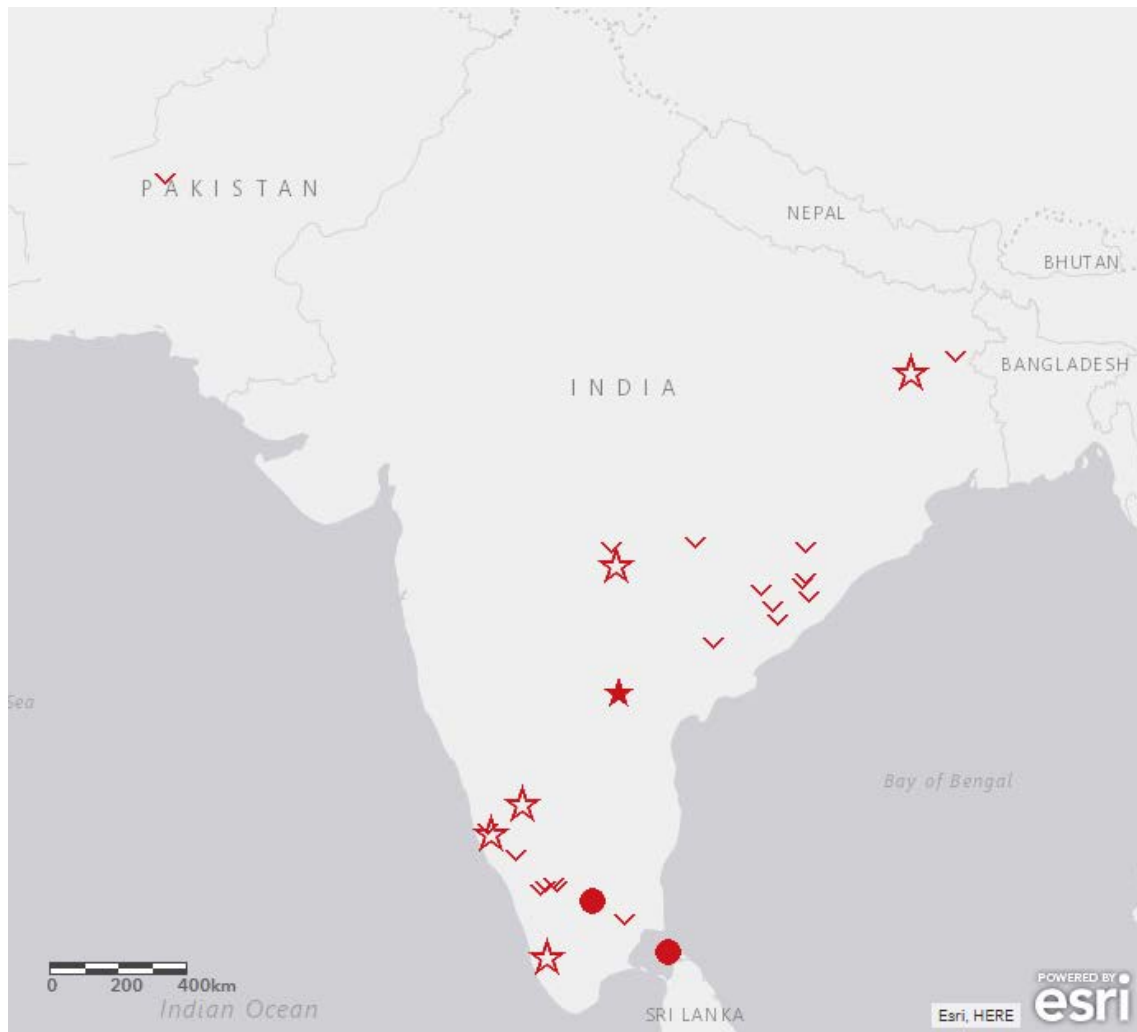 PAKISTAN
NEPAL
BHUTAN
BANGLADESH
INDIA
Sea
Bay of Bengal
0 200 400km
Indian Ocean
SRI LANKA
Esri, HERE
POWERED BY
esri